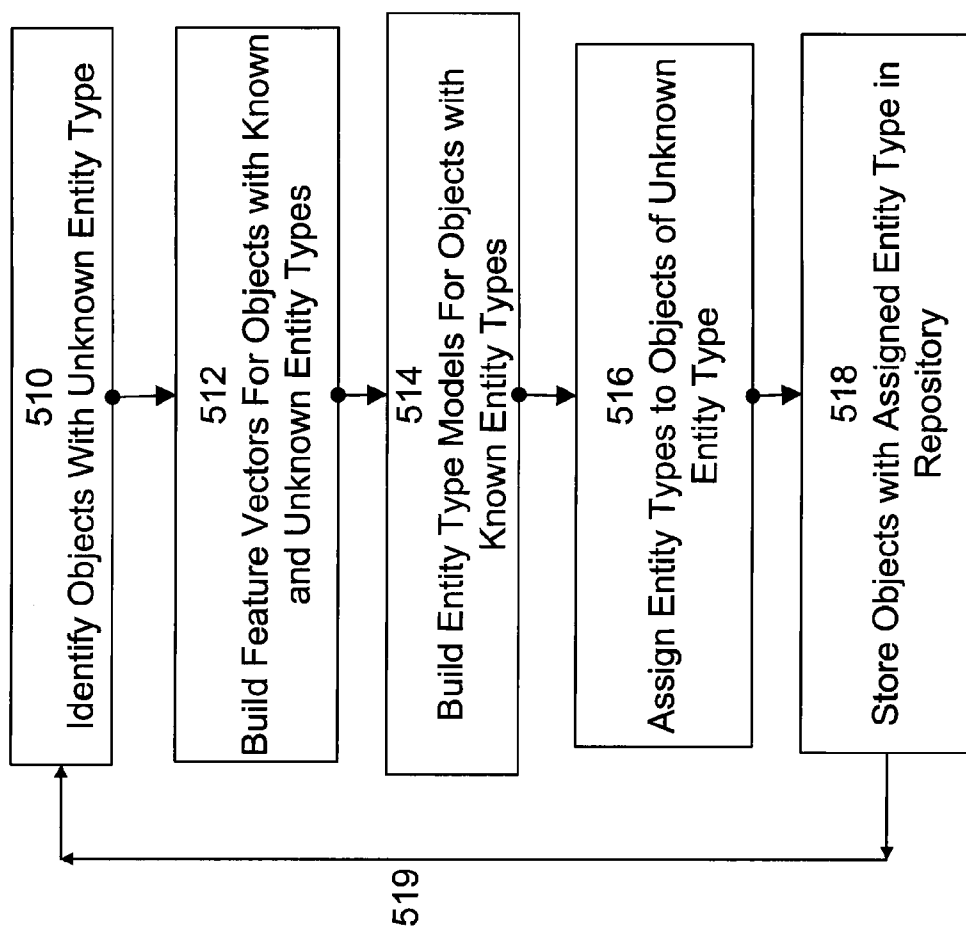 510
Identify Objects With Unknown Entity Type
512
Build Feature Vectors For Objects with Known
and Unknown Entity Types
514
Build Entity Type Models For Objects with
Known Entity Types
516
Assign Entity Types to Objects of Unknown
Entity Type
518
Store Objects with Assigned Entity Type in
Repository
519